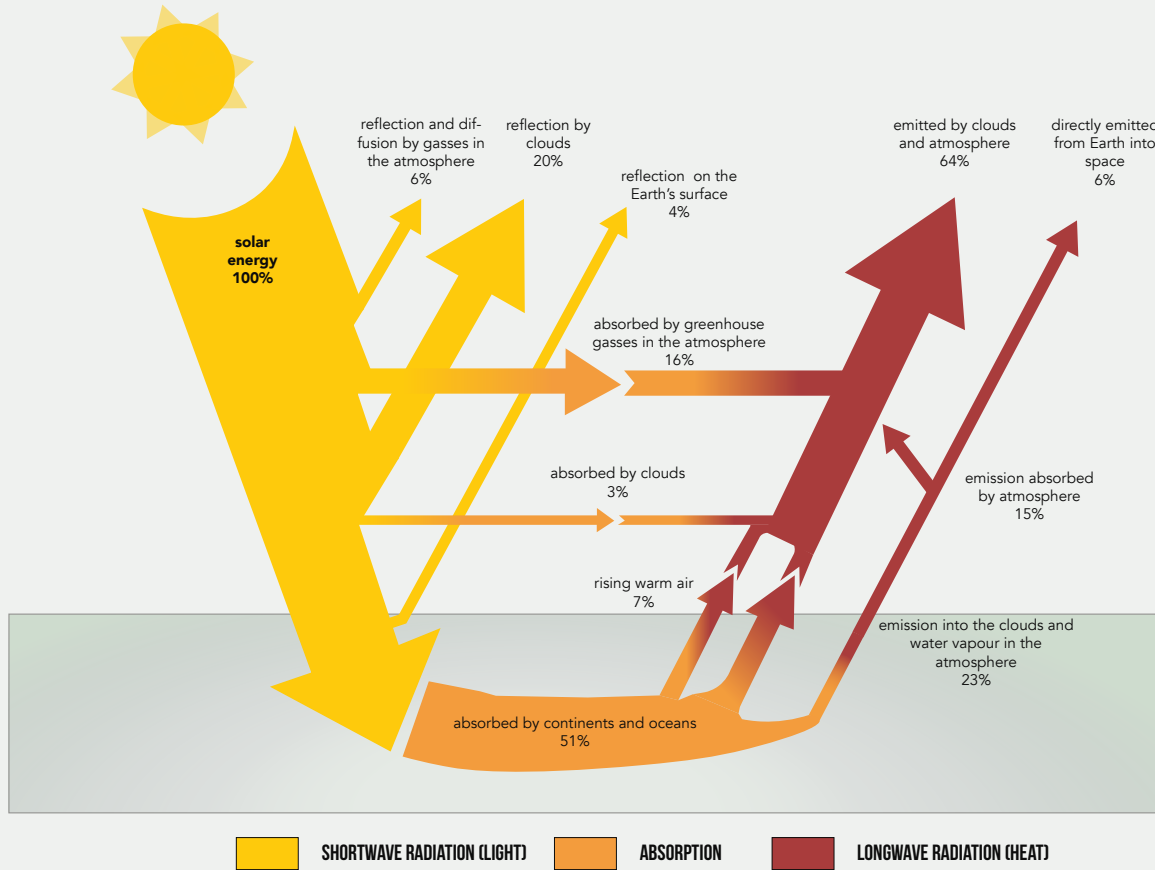 solar
energy
100%
reflection and dif-
fusion by gasses in
the atmosphere
6%
reflection by
clouds
20%
reflection on the
Earth's surface
4%
emitted by clouds
and atmosphere
64%
directly emitted
from Earth into
space
6%
absorbed by greenhouse
gasses in the atmosphere
16%
absorbed by clouds
3%
emission absorbed
by atmosphere
15%
rising warm air
7%
emission into the clouds and
water vapour in the
atmosphere
23%
absorbed by continents and oceans
51%
SHORTWAVE RADIATION (LIGHT)
ABSORPTION
LONGWAVE RADIATION (HEAT)